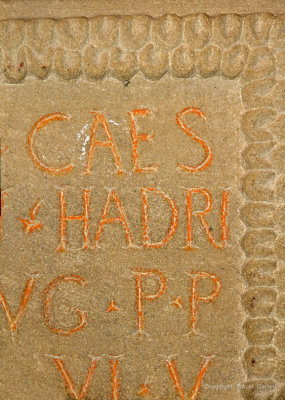 CAES
· HADRI
VG · P · P
VI · V